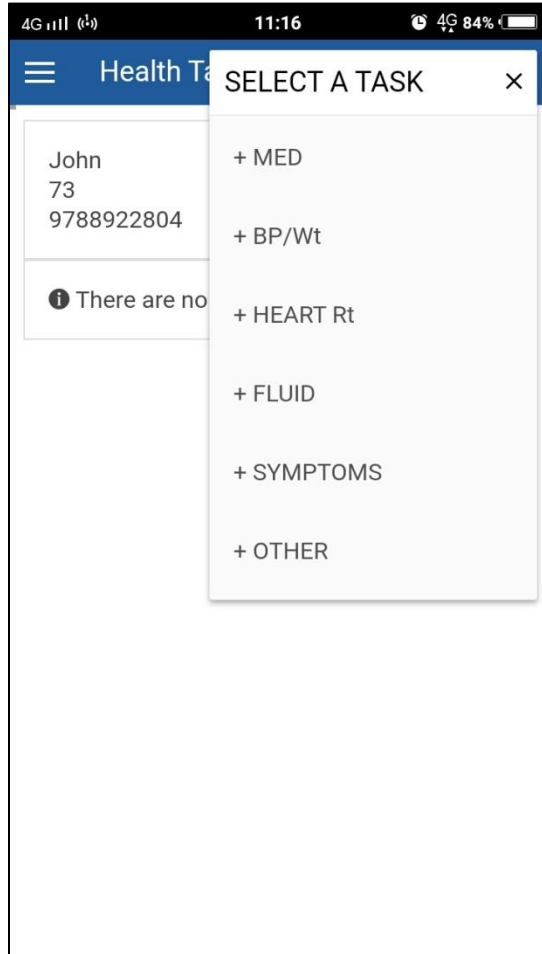 4G 11:16 4G 84%
Health Ta
SELECT A TASK ×
John
73
9788922804
There are no
+ MED
+ BP/Wt
+ HEART Rt
+ FLUID
+ SYMPTOMS
+ OTHER